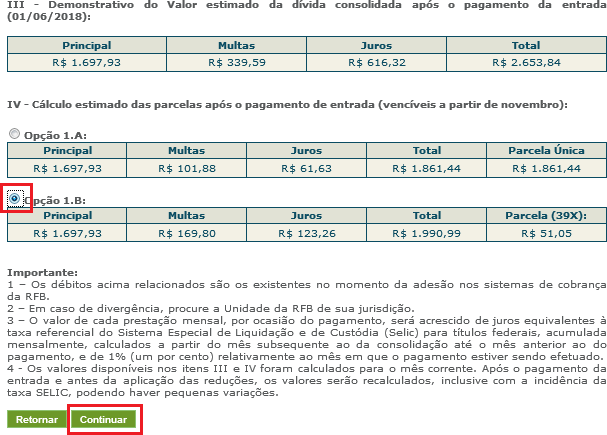 III - Demonstrativo do Valor estimado da dívida consolidada após o pagamento da entrada
(01/06/2018):
Principal Multas Juros Total
R$ 1.697,93 R$ 339,59 R$ 616,32 R$ 2.653,84
IV - Cálculo estimado das parcelas após o pagamento de entrada (vencíveis a partir de novembro):
Opção 1.A:
Principal Multas Juros Total Parcela Única
R$ 1.697,93 R$ 101,88 R$ 61,63 R$ 1.861,44 R$ 1.861,44
Opção 1.B:
Principal Multas Juros Total Parcela (39X):
R$ 1.697,93 R$ 169,80 R$ 123,26 R$ 1.990,99 R$ 51,05
Importante:
1 – Os débitos acima relacionados são os existentes no momento da adesão nos sistemas de cobrança
da RFB.
2 – Em caso de divergência, procure a Unidade da RFB de sua jurisdição.
3 – O valor de cada prestação mensal, por ocasião do pagamento, será acrescido de juros equivalentes à
taxa referencial do Sistema Especial de Liquidação e de Custódia (Selic) para títulos federais, acumulada
mensalmente, calculados a partir do mês subsequente ao da consolidação até o mês anterior ao do
pagamento, e de 1% (um por cento) relativamente ao mês em que o pagamento estiver sendo efetuado.
4 - Os valores disponíveis nos itens III e IV foram calculados para o mês corrente. Após o pagamento da
entrada e antes da aplicação das reduções, os valores serão recalculados, inclusive com a incidência da
taxa SELIC, podendo haver pequenas variações.
Retornar Continuar